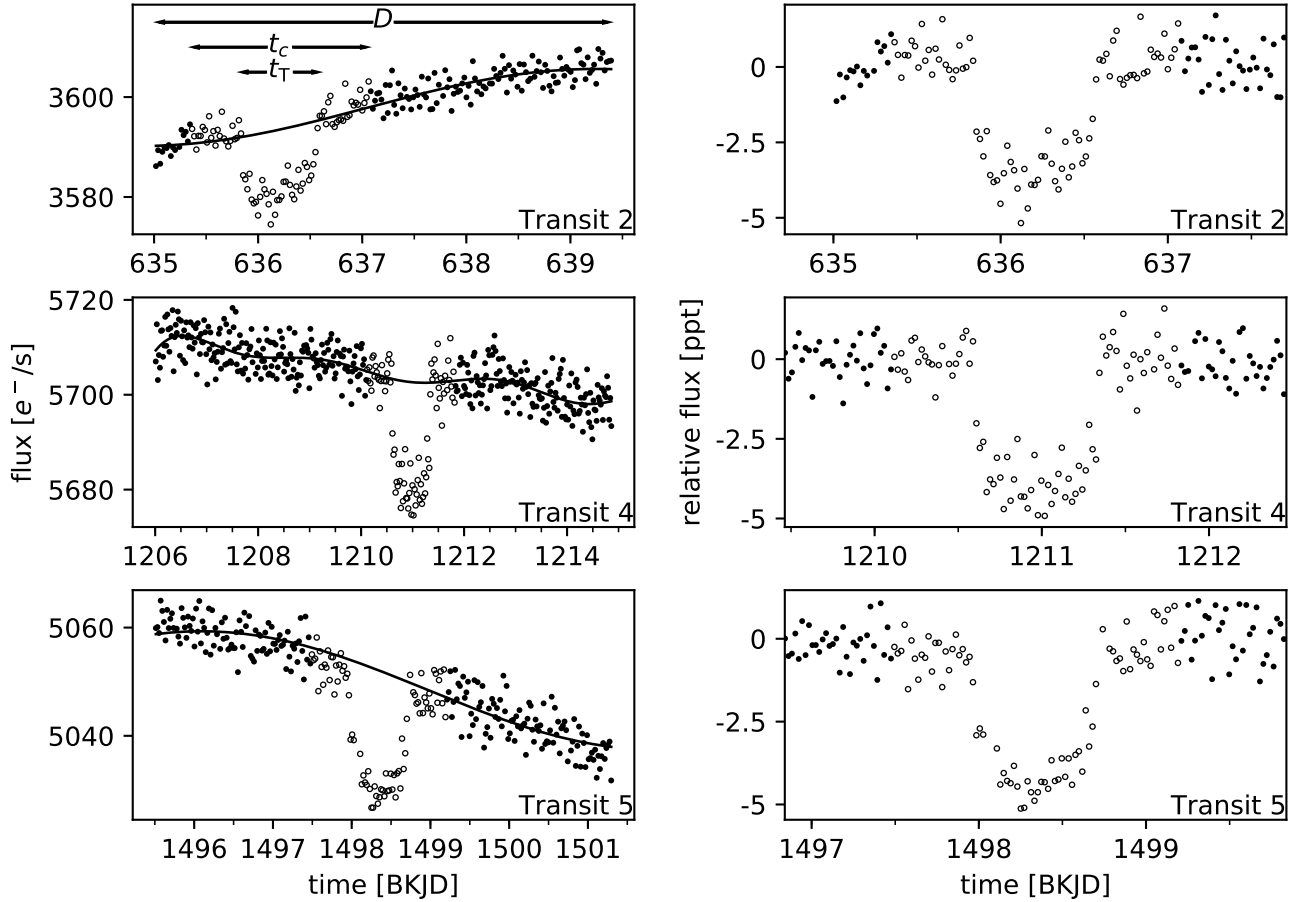 D
t_c
t_T
3600
3580
Transit 2
635 636 637 638 639
0
-2.5
-5
Transit 2
635 636 637
5720
5700
5680
Transit 4
1206 1208 1210 1212 1214
0
-2.5
-5
Transit 4
1210 1211 1212
5060
5040
Transit 5
1496 1497 1498 1499 1500 1501
0
-2.5
-5
Transit 5
1497 1498 1499
flux [e⁻/s]
relative flux [ppt]
time [BKJD]
time [BKJD]